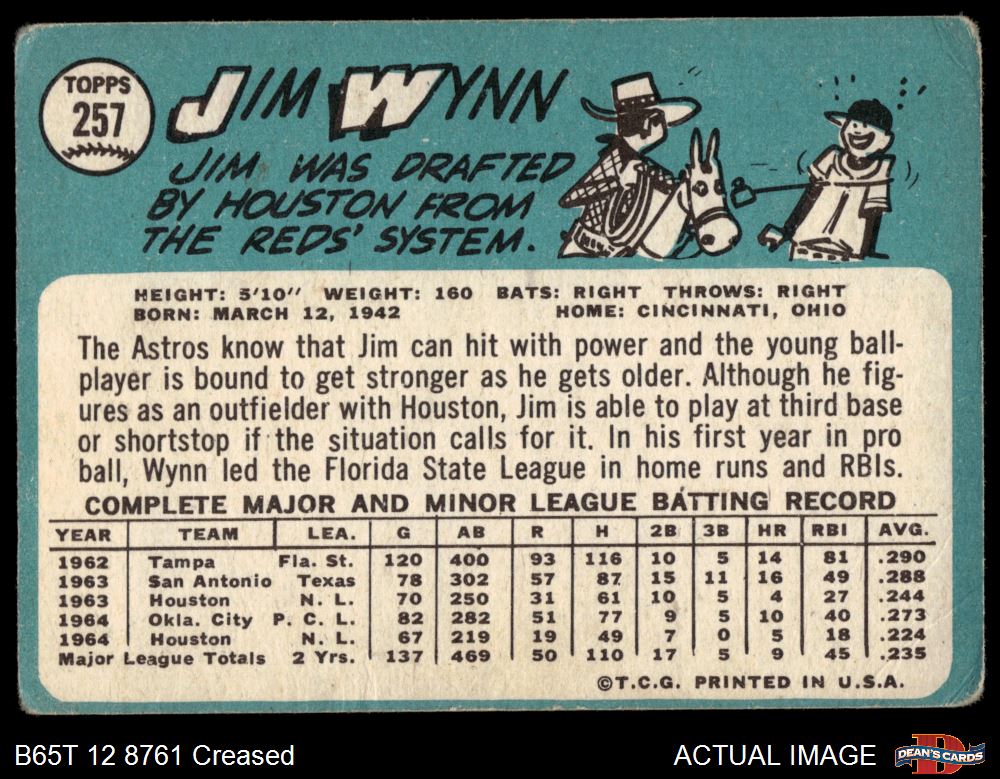 TOPPS
257
JIM WYNN
JIM WAS DRAFTED
BY HOUSTON FROM
THE REDS' SYSTEM.
HEIGHT: 5'10" WEIGHT: 160 BATS: RIGHT THROWS: RIGHT
BORN: MARCH 12, 1942 HOME: CINCINNATI, OHIO
The Astros know that Jim can hit with power and the young ball-
player is bound to get stronger as he gets older. Although he fig-
ures as an outfielder with Houston, Jim is able to play at third base
or shortstop if the situation calls for it. In his first year in pro
ball, Wynn led the Florida State League in home runs and RBIs.
COMPLETE MAJOR AND MINOR LEAGUE BATTING RECORD
YEAR TEAM LEA. G AB R H 2B 3B HR RBI AVG.
1962 Tampa Fla. St. 120 400 93 116 10 5 14 81 .290
1963 San Antonio Texas 78 302 57 87 15 11 16 49 .288
1963 Houston N. L. 70 250 31 61 10 5 4 27 .244
1964 Okla. City P. C. L. 82 282 51 77 9 5 10 40 .273
1964 Houston N. L. 67 219 19 49 7 0 5 18 .224
Major League Totals 2 Yrs. 137 469 50 110 17 5 9 45 .235
©T.C.G. PRINTED IN U.S.A.
B65T 12 8761 Creased
ACTUAL IMAGE
DEAN'S CARDS